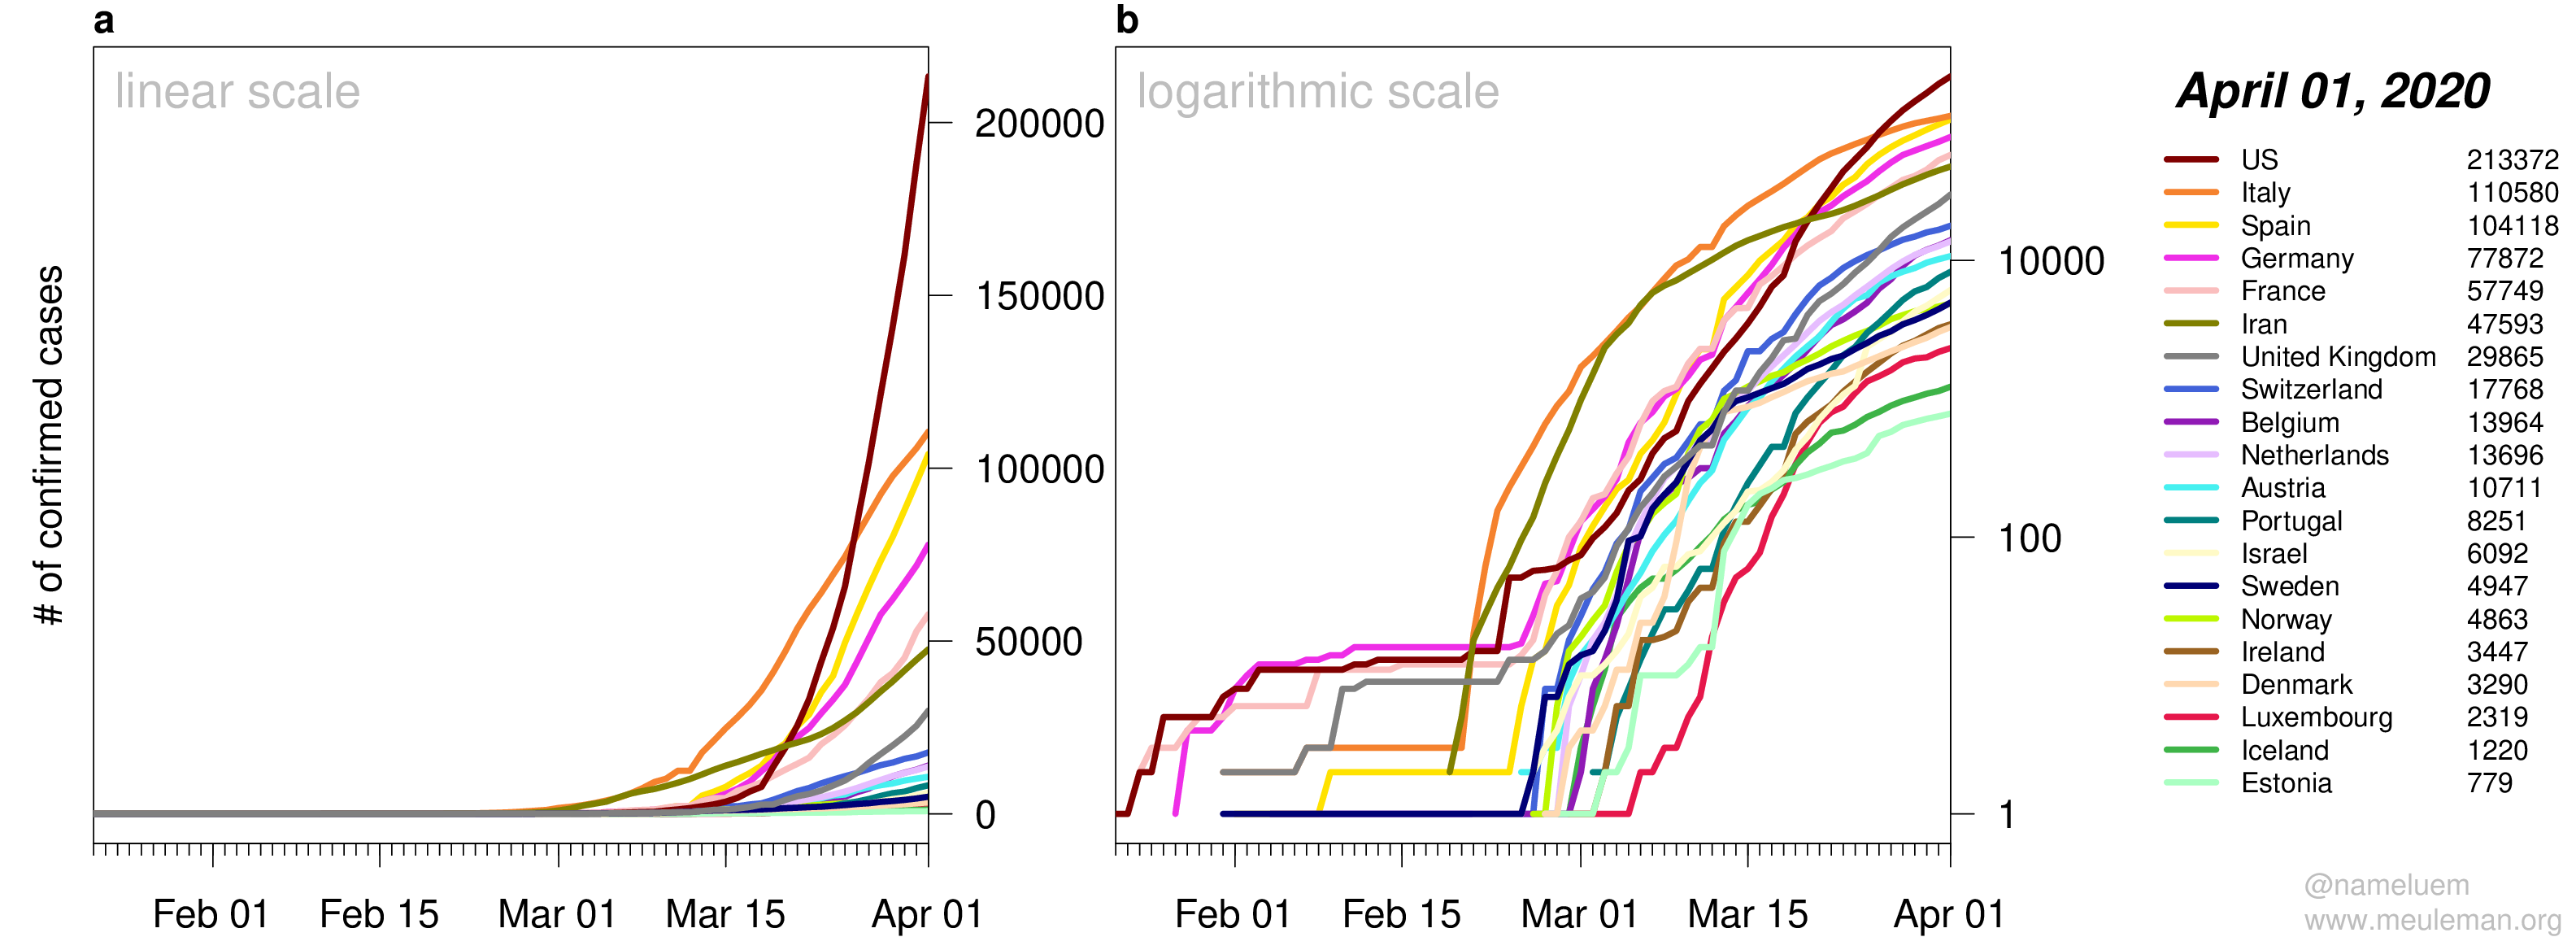 a
linear scale
# of confirmed cases
200000
150000
100000
50000
0
Feb 01 Feb 15 Mar 01 Mar 15 Apr 01
b
logarithmic scale
10000
100
1
Feb 01 Feb 15 Mar 01 Mar 15 Apr 01
April 01, 2020
US 213372
Italy 110580
Spain 104118
Germany 77872
France 57749
Iran 47593
United Kingdom 29865
Switzerland 17768
Belgium 13964
Netherlands 13696
Austria 10711
Portugal 8251
Israel 6092
Sweden 4947
Norway 4863
Ireland 3447
Denmark 3290
Luxembourg 2319
Iceland 1220
Estonia 779
@nameluem
www.meuleman.org